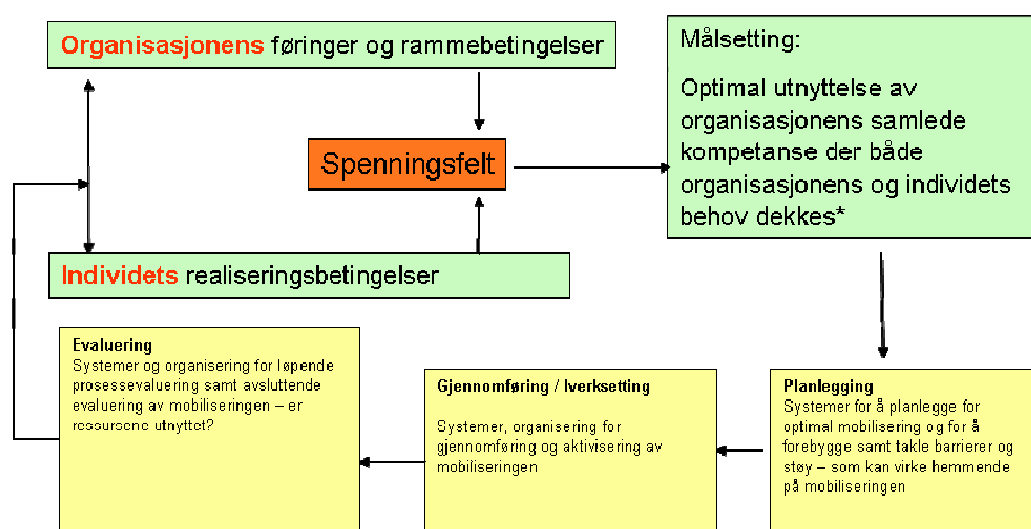 Organisasjonens føringer og rammebetingelser
Målsetting:
Optimal utnyttelse av
organisasjonens samlede
kompetanse der både
organisasjonens og individets
behov dekkes*
Spenningsfelt
Individets realiseringsbetingelser
Planlegging
Systemer for å planlegge for
optimal mobilisering og for å
forebygge samt takle barrierer og
støy – som kan virke hemmende
på mobiliseringen
Gjennomføring / Iverksetting
Systemer, organisering for
gjennomføring og aktivisering av
mobiliseringen
Evaluering
Systemer og organisering for løpende
prosessevaluering samt avsluttende
evaluering av mobiliseringen – er
ressursene utnyttet?